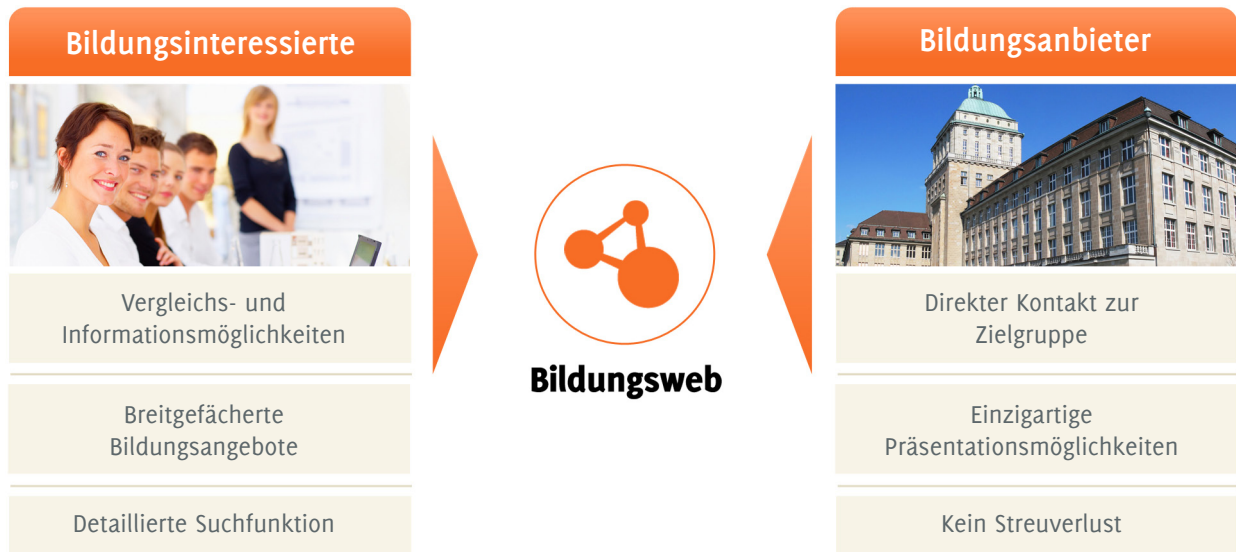 Bildungsinteressierte
Vergleichs- und
Informationsmöglichkeiten
Breitgefächerte
Bildungsangebote
Detaillierte Suchfunktion
Bildungsweb
Bildungsanbieter
Direkter Kontakt zur
Zielgruppe
Einzigartige
Präsentationsmöglichkeiten
Kein Streuverlust